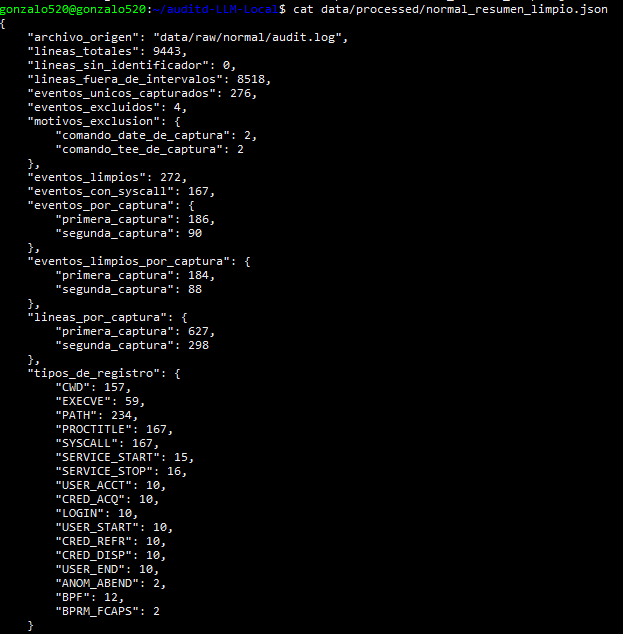 gonzalo520@gonzalo520:~/auditd-LLM-Local$ cat data/processed/normal_resumen_limpio.json
{
    "archivo_origen": "data/raw/normal/audit.log",
    "lineas_totales": 9443,
    "lineas_sin_identificador": 0,
    "lineas_fuera_de_intervalos": 8518,
    "eventos_unicos_capturados": 276,
    "eventos_excluidos": 4,
    "motivos_exclusion": {
        "comando_date_de_captura": 2,
        "comando_tee_de_captura": 2
    },
    "eventos_limpios": 272,
    "eventos_con_syscall": 167,
    "eventos_por_captura": {
        "primera_captura": 186,
        "segunda_captura": 90
    },
    "eventos_limpios_por_captura": {
        "primera_captura": 184,
        "segunda_captura": 88
    },
    "lineas_por_captura": {
        "primera_captura": 627,
        "segunda_captura": 298
    },
    "tipos_de_registro": {
        "CWD": 157,
        "EXECVE": 59,
        "PATH": 234,
        "PROCTITLE": 167,
        "SYSCALL": 167,
        "SERVICE_START": 15,
        "SERVICE_STOP": 16,
        "USER_ACCT": 10,
        "CRED_ACQ": 10,
        "LOGIN": 10,
        "USER_START": 10,
        "CRED_REFR": 10,
        "CRED_DISP": 10,
        "USER_END": 10,
        "ANOM_ABEND": 2,
        "BPF": 12,
        "BPRM_FCAPS": 2
    }